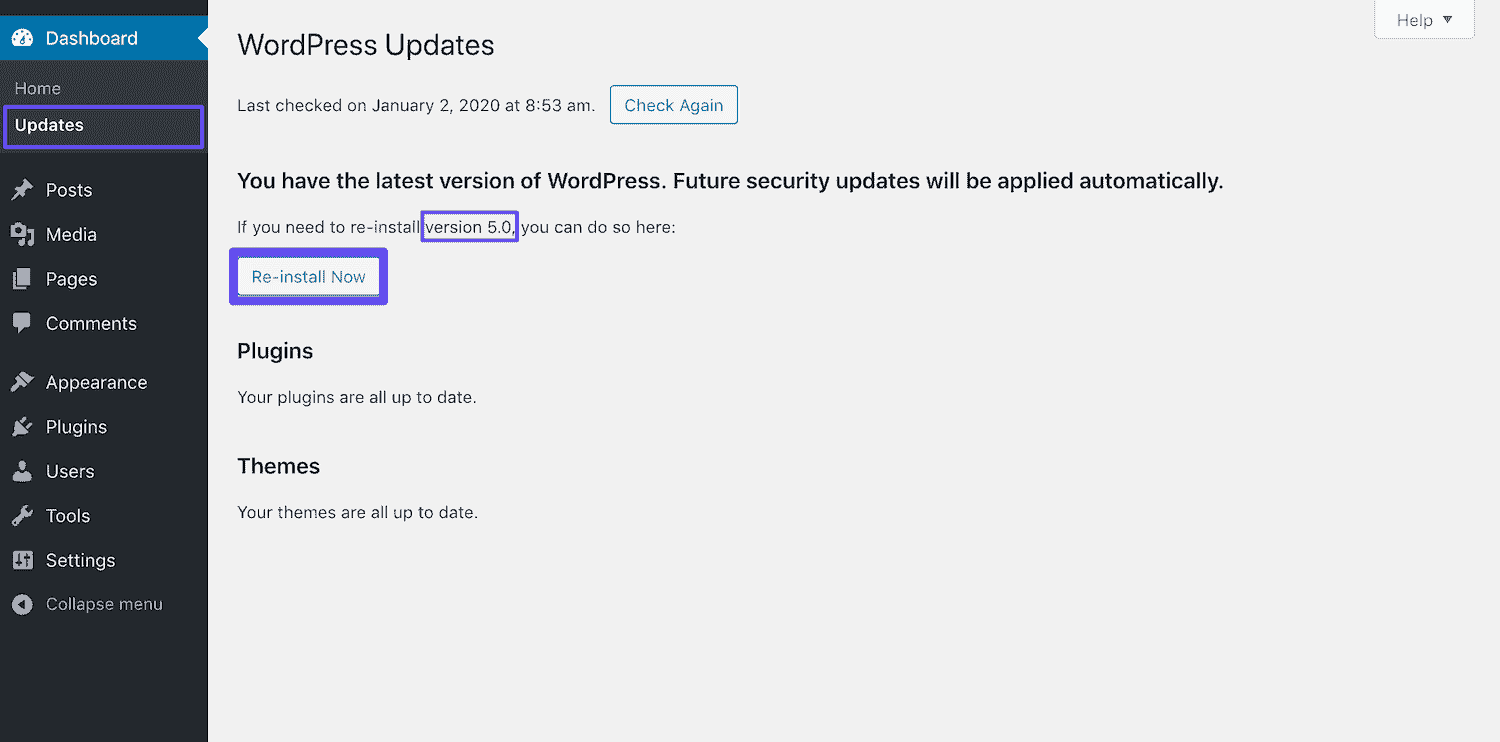 Dashboard
Home
Updates
Posts
Media
Pages
Comments
Appearance
Plugins
Users
Tools
Settings
Collapse menu
Help
WordPress Updates
Last checked on January 2, 2020 at 8:53 am. Check Again
You have the latest version of WordPress. Future security updates will be applied automatically.
If you need to re-install version 5.0, you can do so here:
Re-install Now
Plugins
Your plugins are all up to date.
Themes
Your themes are all up to date.